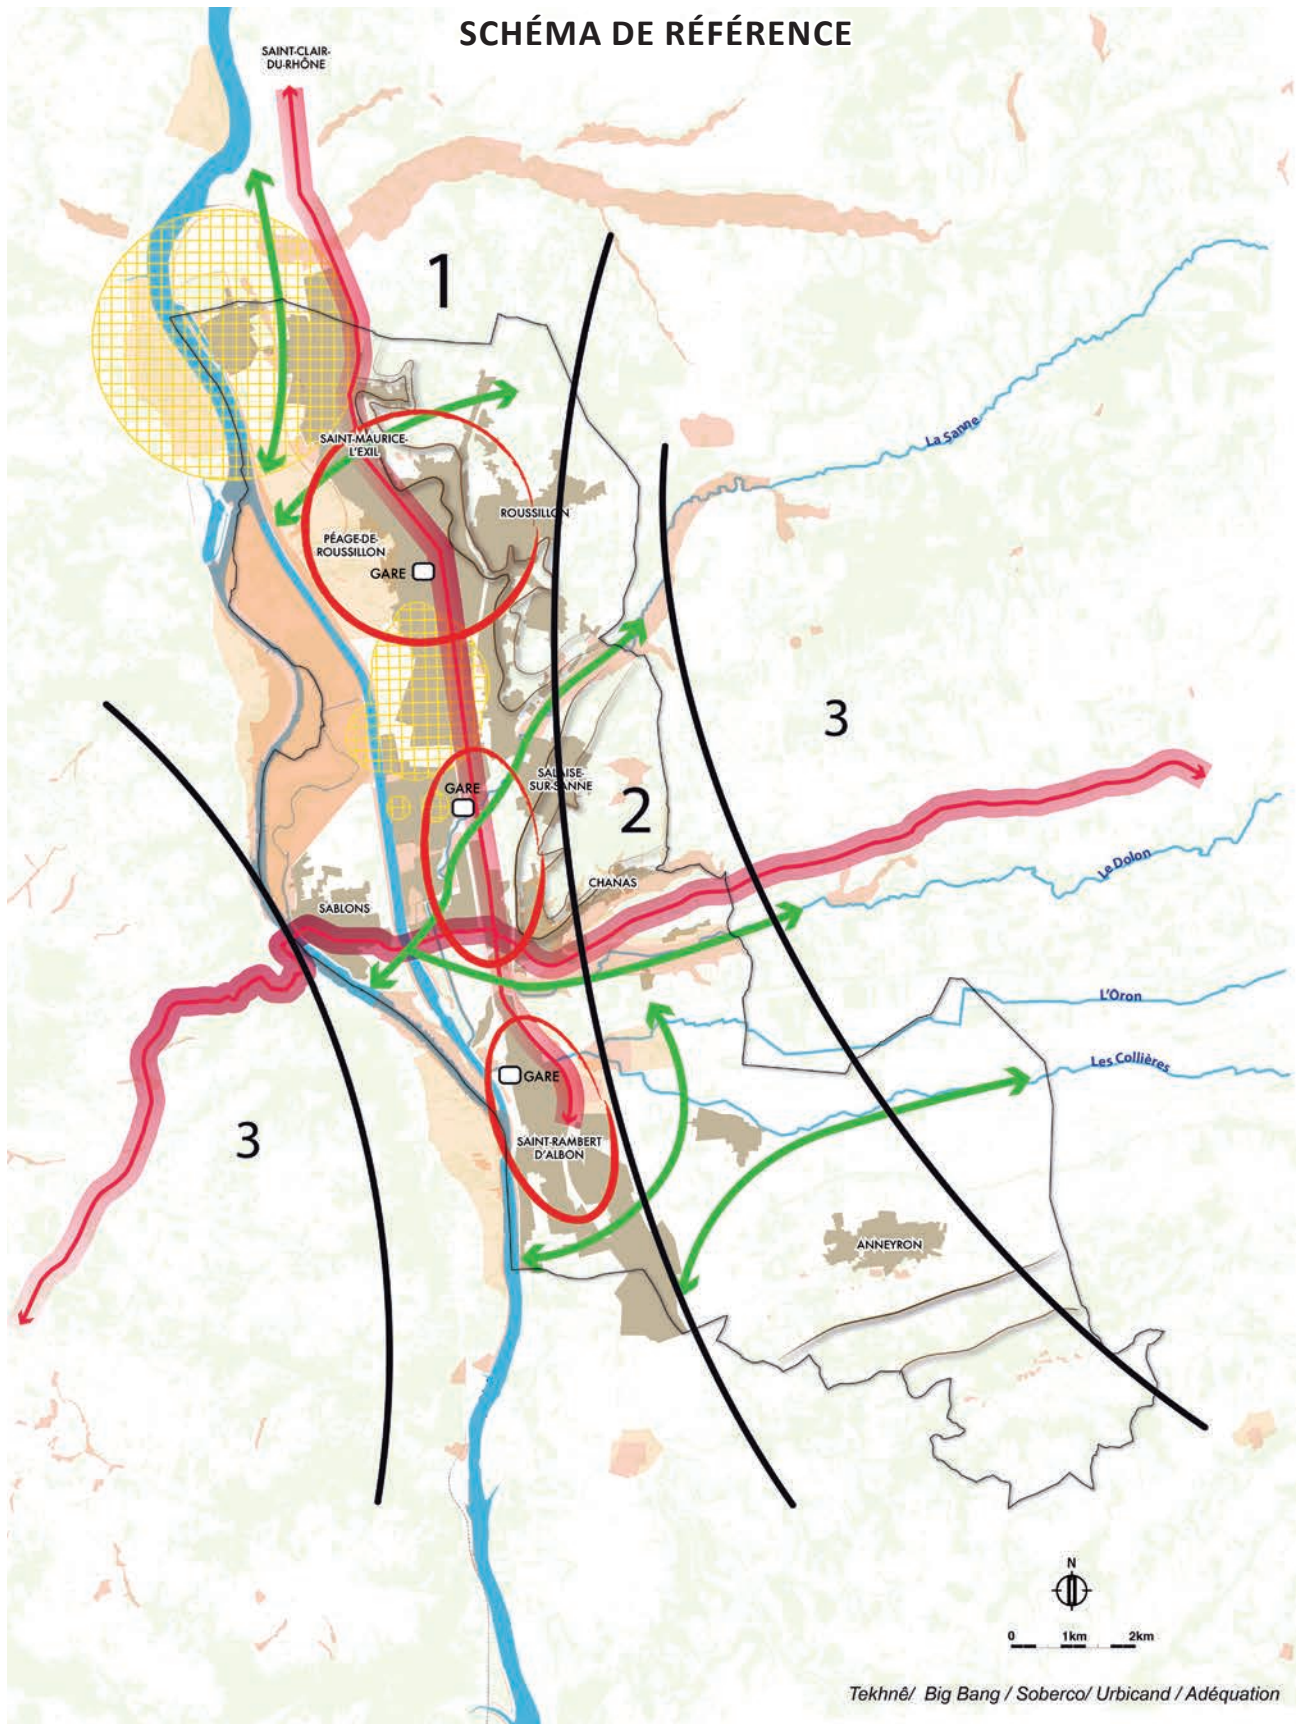 SCHÉMA DE RÉFÉRENCE
SAINT-CLAIR-
DU-RHÔNE
1
La Sanne
SAINT-MAURICE-
L'EXIL
ROUSSILLON
PÉAGE-DE-
ROUSSILLON
GARE
3
SALAISE-
SUR-SANNE
GARE
2
Le Dolon
CHANAS
SABLONS
L'Oron
Les Collières
GARE
3
SAINT-RAMBERT
D'ALBON
ANNEYRON
N
0 1km 2km
Tekhnê/ Big Bang / Soberco/ Urbicand / Adéquation